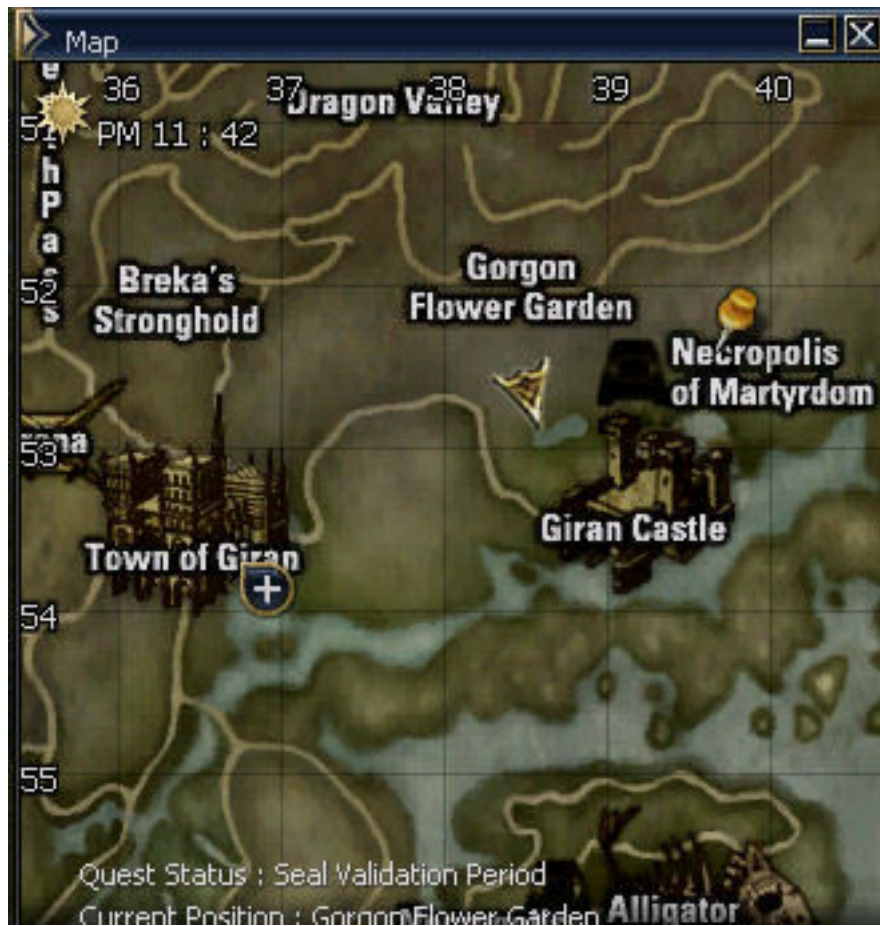 Map
36 37 38 39 40
Dragon Valley
51
PM 11 : 42
52
Breka's
Stronghold
Gorgon
Flower Garden
Necropolis
of Martyrdom
53
Town of Giran
Giran Castle
54
55
Quest Status : Seal Validation Period
Current Position : Gorgon Flower Garden
Alligator